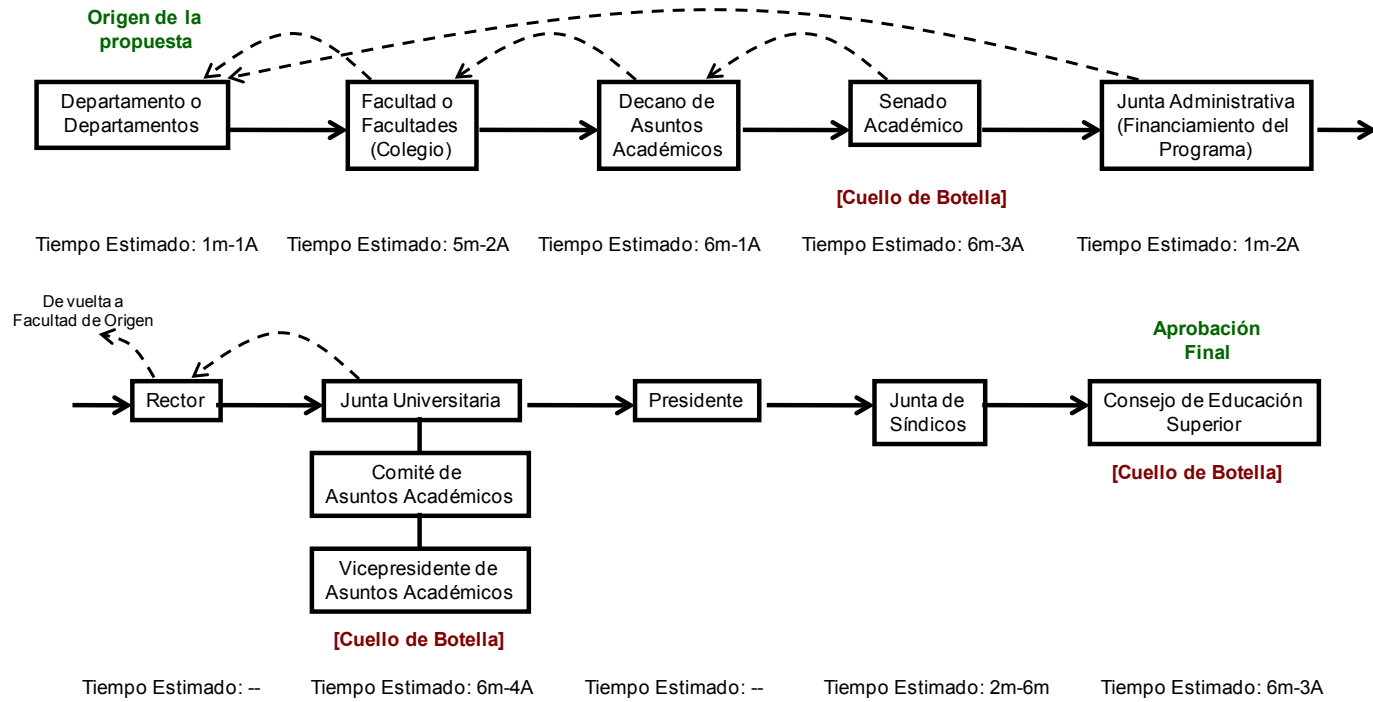 Origen de la
propuesta
Departamento o
Departamentos
Facultad o
Facultades
(Colegio)
Decano de
Asuntos
Académicos
Senado
Académico
Junta Administrativa
(Financiamiento del
Programa)
[Cuello de Botella]
Tiempo Estimado: 1m-1A
Tiempo Estimado: 5m-2A
Tiempo Estimado: 6m-1A
Tiempo Estimado: 6m-3A
Tiempo Estimado: 1m-2A
De vuelta a
Facultad de Origen
Aprobación
Final
Rector
Junta Universitaria
Presidente
Junta de
Síndicos
Consejo de Educación
Superior
[Cuello de Botella]
Comité de
Asuntos Académicos
Vicepresidente de
Asuntos Académicos
[Cuello de Botella]
Tiempo Estimado: --
Tiempo Estimado: 6m-4A
Tiempo Estimado: --
Tiempo Estimado: 2m-6m
Tiempo Estimado: 6m-3A